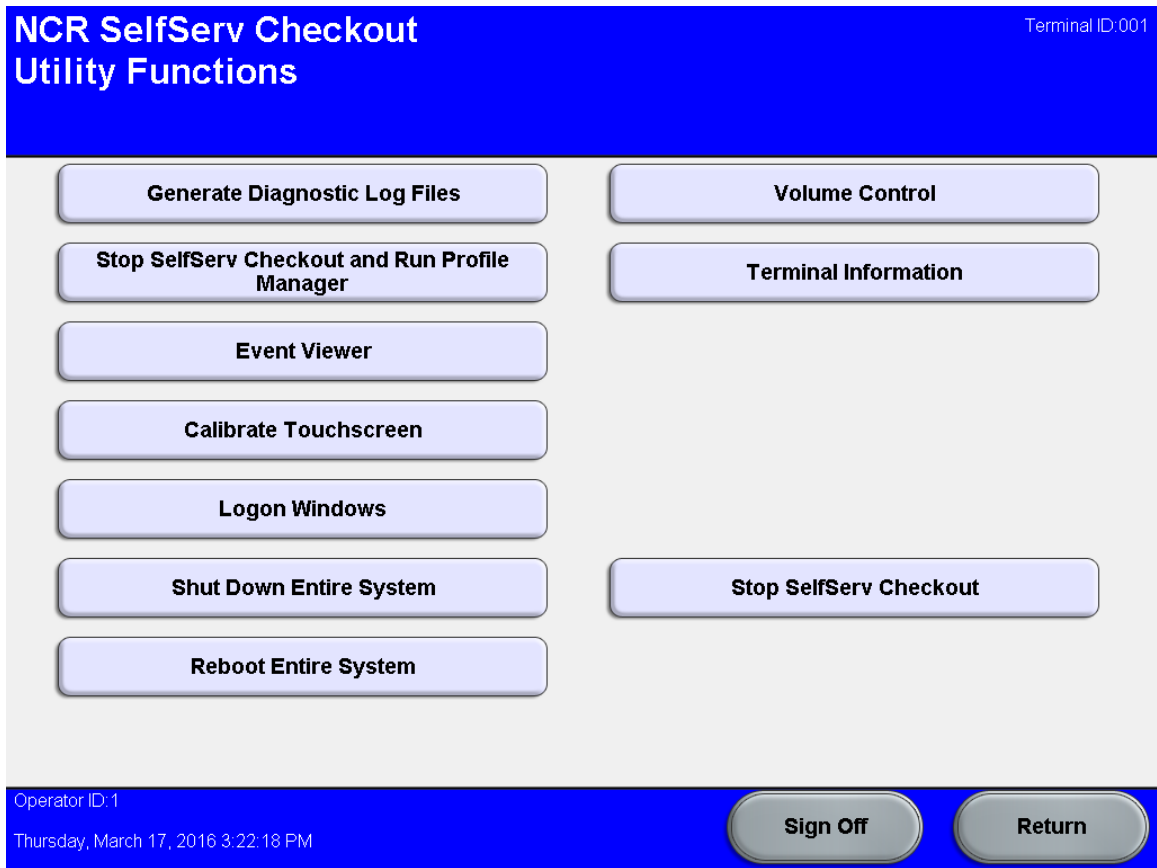 NCR SelfServ Checkout
Utility Functions
Terminal ID:001
Generate Diagnostic Log Files
Volume Control
Stop SelfServ Checkout and Run Profile
Manager
Terminal Information
Event Viewer
Calibrate Touchscreen
Logon Windows
Shut Down Entire System
Stop SelfServ Checkout
Reboot Entire System
Operator ID:1
Thursday, March 17, 2016 3:22:18 PM
Sign Off
Return